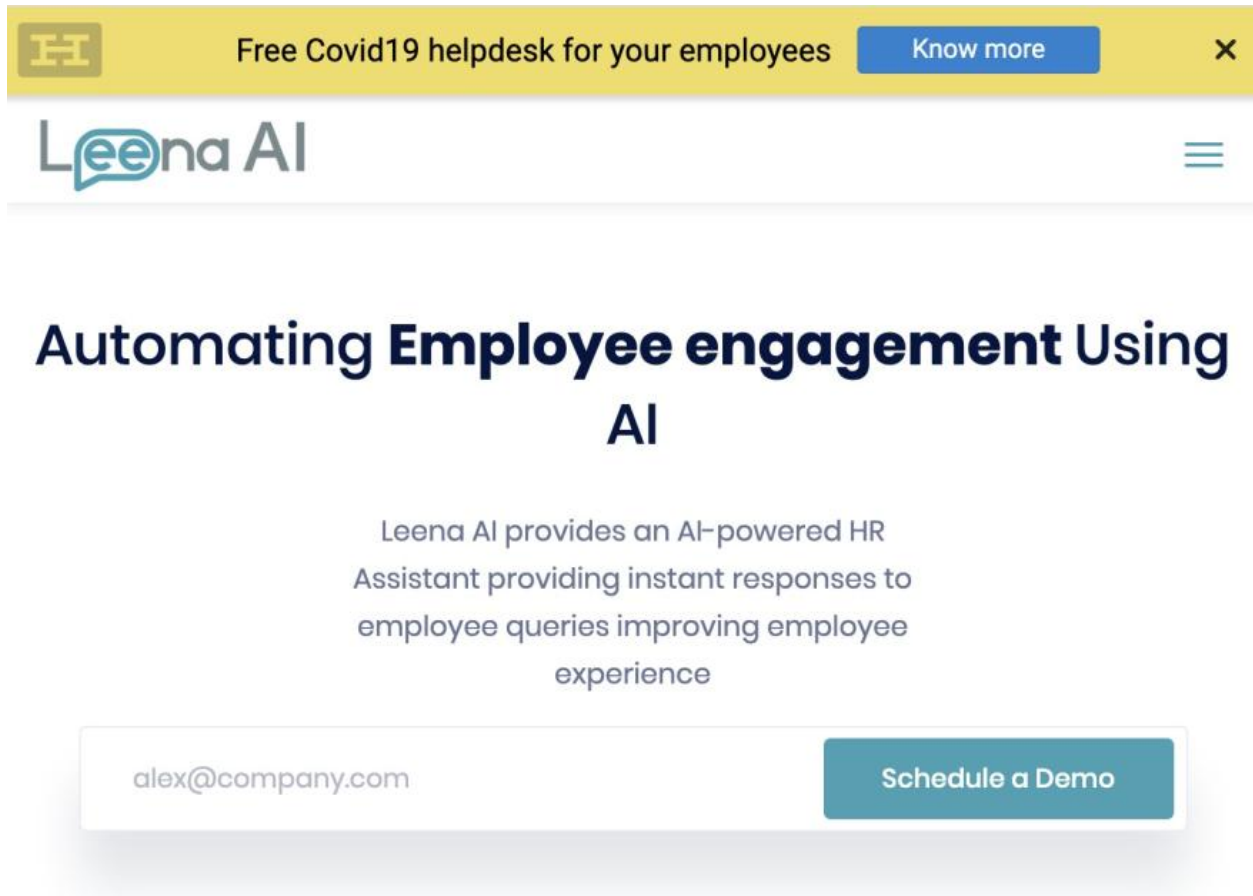 Free Covid19 helpdesk for your employees Know more
Leena AI
Automating Employee engagement Using
AI
Leena AI provides an AI-powered HR
Assistant providing instant responses to
employee queries improving employee
experience
alex@company.com Schedule a Demo